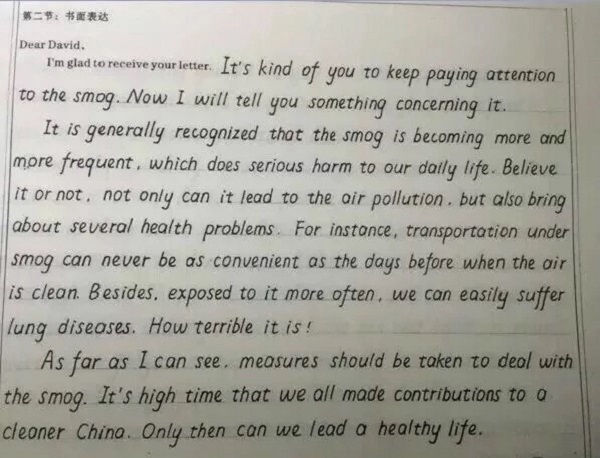 第二节：书面表达
Dear David,
I'm glad to receive your letter. It's kind of you to keep paying attention
to the smog. Now I will tell you something concerning it.
It is generally recognized that the smog is becoming more and
more frequent, which does serious harm to our daily life. Believe
it or not, not only can it lead to the air pollution, but also bring
about several health problems. For instance, transportation under
smog can never be as convenient as the days before when the air
is clean. Besides, exposed to it more often, we can easily suffer
lung diseases. How terrible it is!
As far as I can see, measures should be taken to deal with
the smog. It's high time that we all made contributions to a
cleaner China. Only then can we lead a healthy life.